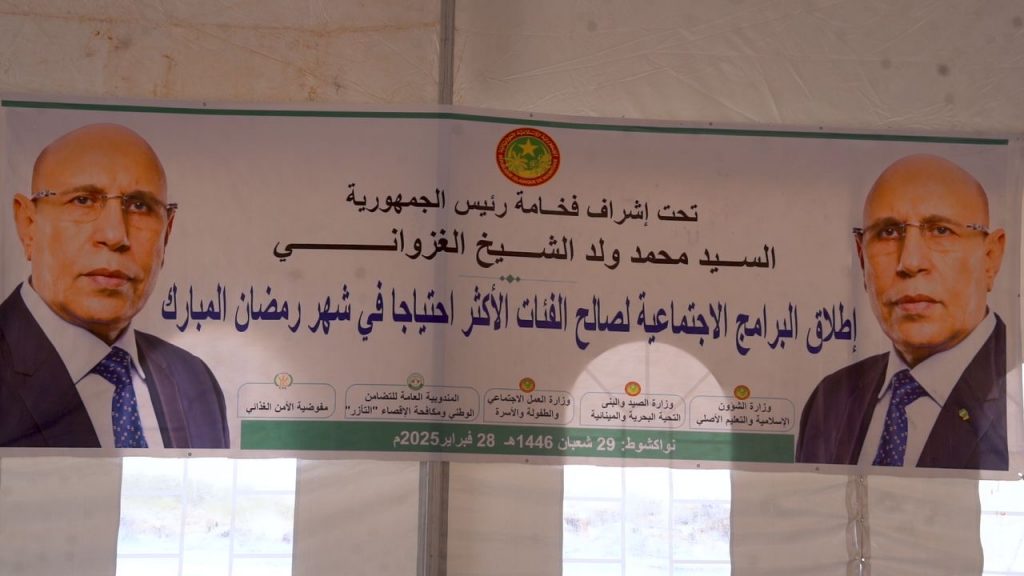 تحت إشراف فخامة رئيس الجمهورية
السيد محمد ولد الشيخ الغزواني
إطلاق البرامج الاجتماعية لصالح الفئات الأكثر احتياجا في شهر رمضان المبارك
وزارة الشؤون
الإسلامية والتعليم الأصلي
وزارة الصيد والبنى
التحتية البحرية والمينائية
وزارة العمل الاجتماعي
والطفولة والأسرة
المندوبية العامة للتضامن
الوطني ومكافحة الإقصاء "التآزر"
مفوضية الأمن الغذائي
نواكشوط: 29 شعبان 1446هـ 28 فبراير2025م